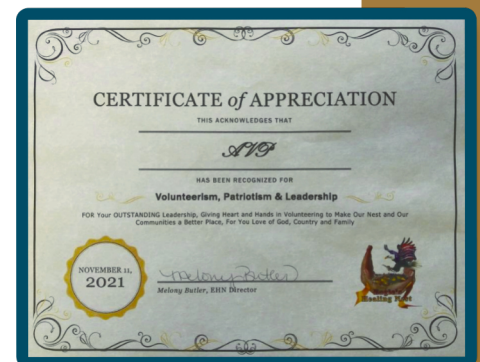 CERTIFICATE of APPRECIATION
THIS ACKNOWLEDGES THAT
AVP
HAS BEEN RECOGNIZED FOR
Volunteerism, Patriotism & Leadership
FOR Your OUTSTANDING Leadership, Giving Heart and Hands in Volunteering to Make Our Nest and Our
Communities a Better Place, For You Love of God, Country and Family
NOVEMBER 11,
2021
Melony Butler
Melony Butler, EHN Director
Healing Nest